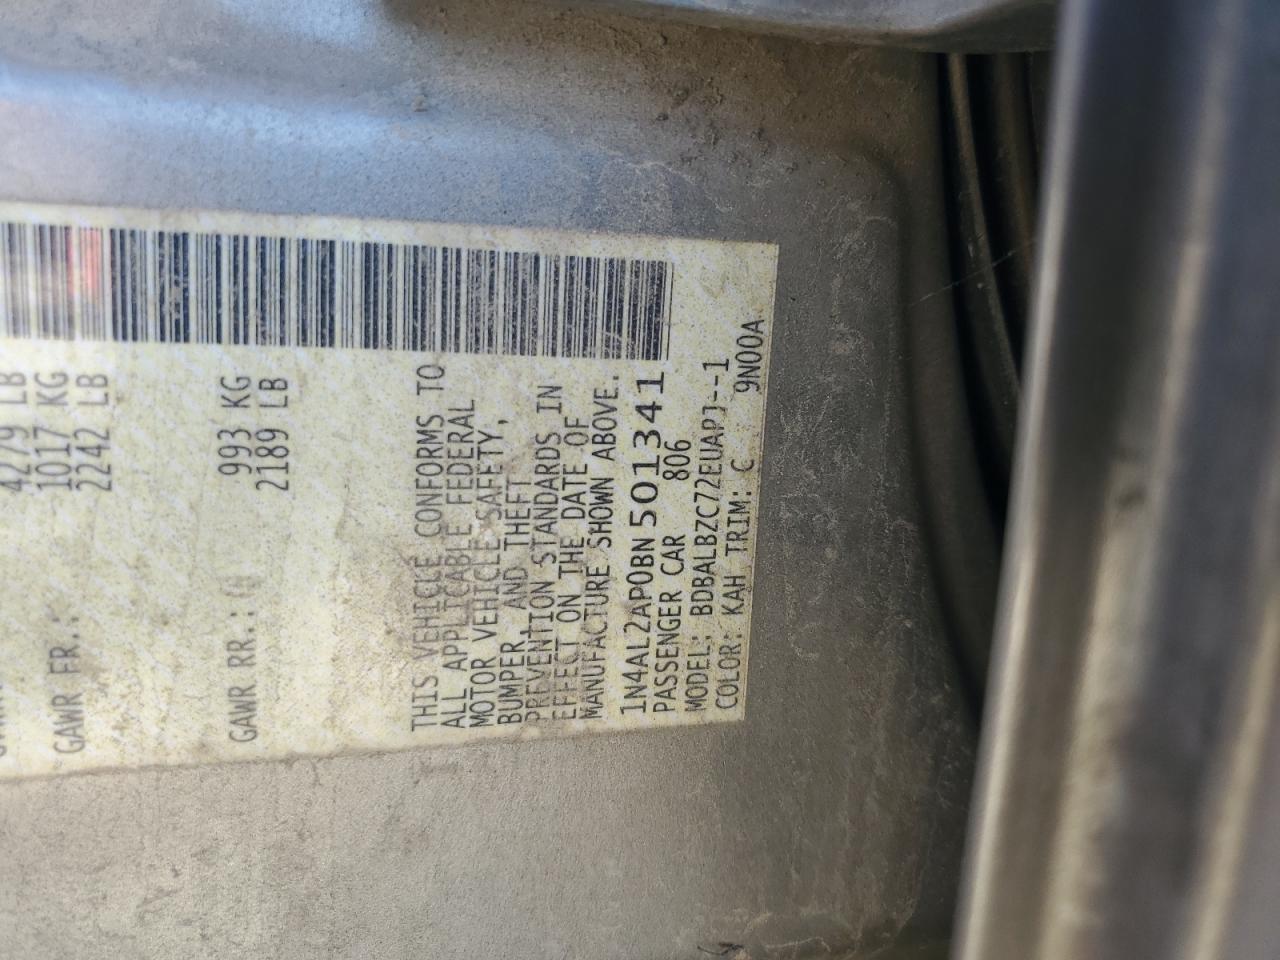 4279 LB
GAWR FR.: 1017 KG
2242 LB
GAWR RR.: 993 KG
2189 LB
THIS VEHICLE CONFORMS TO
ALL APPLICABLE FEDERAL
MOTOR VEHICLE SAFETY,
BUMPER, AND THEFT
PREVENTION STANDARDS IN
EFFECT ON THE DATE OF
MANUFACTURE SHOWN ABOVE.
1N4AL2AP0BN501341
PASSENGER CAR 806
MODEL: BDBALBZC72EUAPJ--1
COLOR: KAH TRIM: C 9N00A